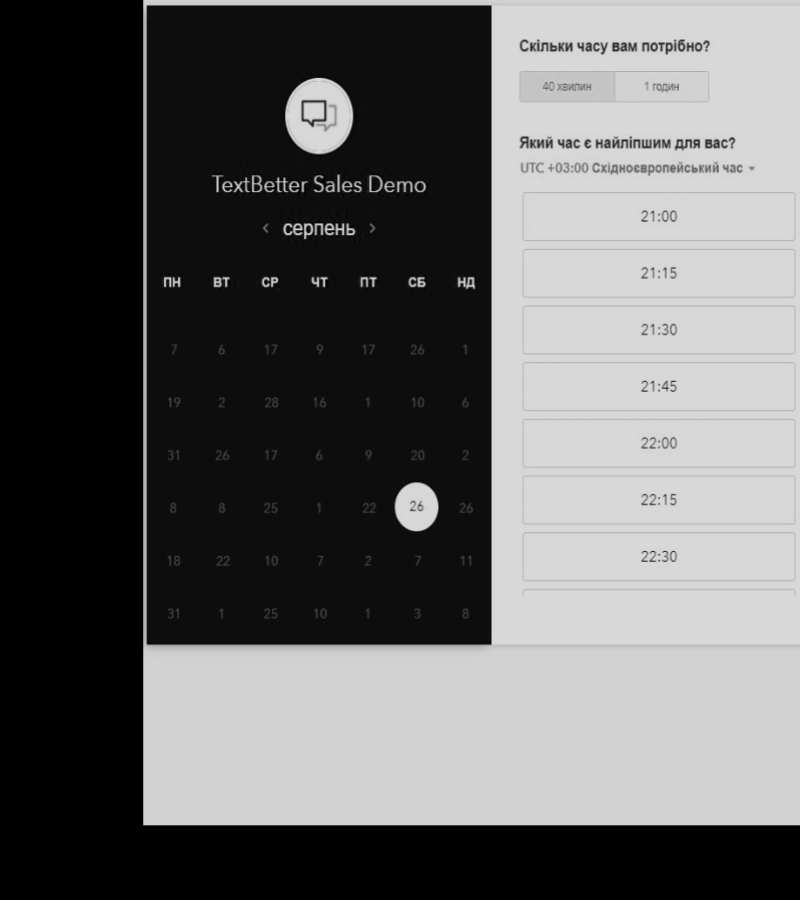 TextBetter Sales Demo
‹ серпень ›
ПН ВТ СР ЧТ ПТ СБ НД
7 6 17 9 17 26 1
19 2 28 16 1 10 6
31 26 17 6 9 20 2
8 8 25 1 22 26 26
18 22 10 7 2 7 11
31 1 25 10 1 3 8
Скільки часу вам потрібно?
40 хвилин 1 годин
Який час є найліпшим для вас?
UTC +03:00 Східноєвропейський час
21:00
21:15
21:30
21:45
22:00
22:15
22:30